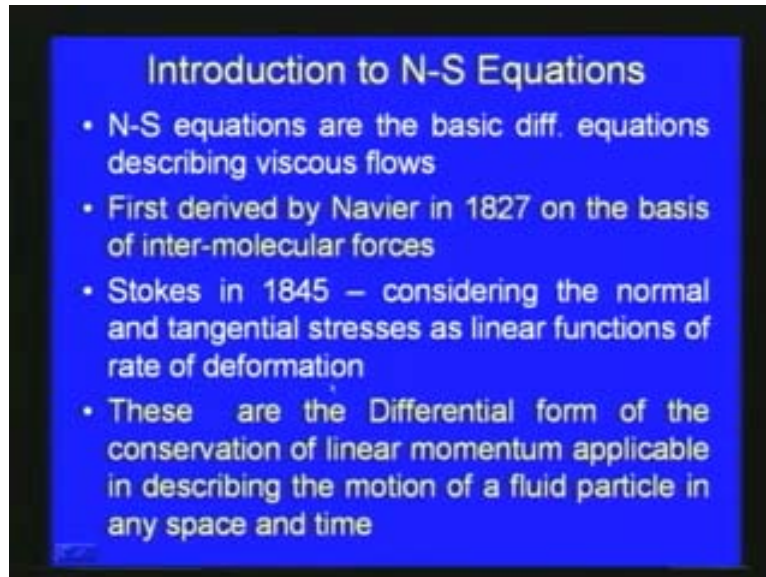 Introduction to N-S Equations
• N-S equations are the basic diff. equations
describing viscous flows
• First derived by Navier in 1827 on the basis
of inter-molecular forces
• Stokes in 1845 – considering the normal
and tangential stresses as linear functions of
rate of deformation
• These are the Differential form of the
conservation of linear momentum applicable
in describing the motion of a fluid particle in
any space and time